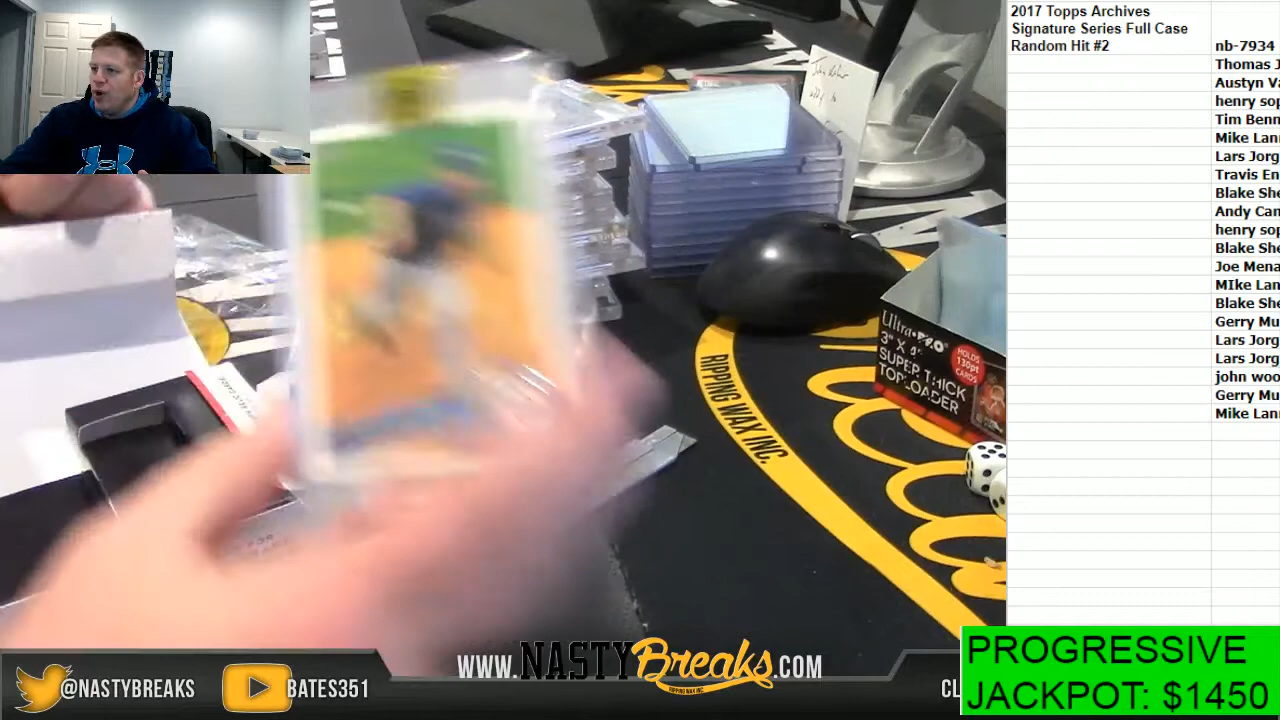 2017 Topps Archives
Signature Series Full Case
Random Hit #2
nb-7934
Thomas J
Austyn Va
henry sop
Tim Benn
Mike Lan
Lars Jorg
Travis En
Blake She
Andy Can
henry sop
Blake She
Joe Mena
MIke Lan
Blake She
Gerry Mu
Lars Jorg
Lars Jorg
john woo
Gerry Mu
Mike Lan
Ultra PRO
3" X 4"
SUPER THICK
TOPLOADER
HOLDS
130pt
CARDS
RIPPING WAX INC.
WWW.NASTYBreaks.COM
RIPPING WAX INC.
@NASTYBREAKS
BATES351
CL
PROGRESSIVE
JACKPOT: $1450